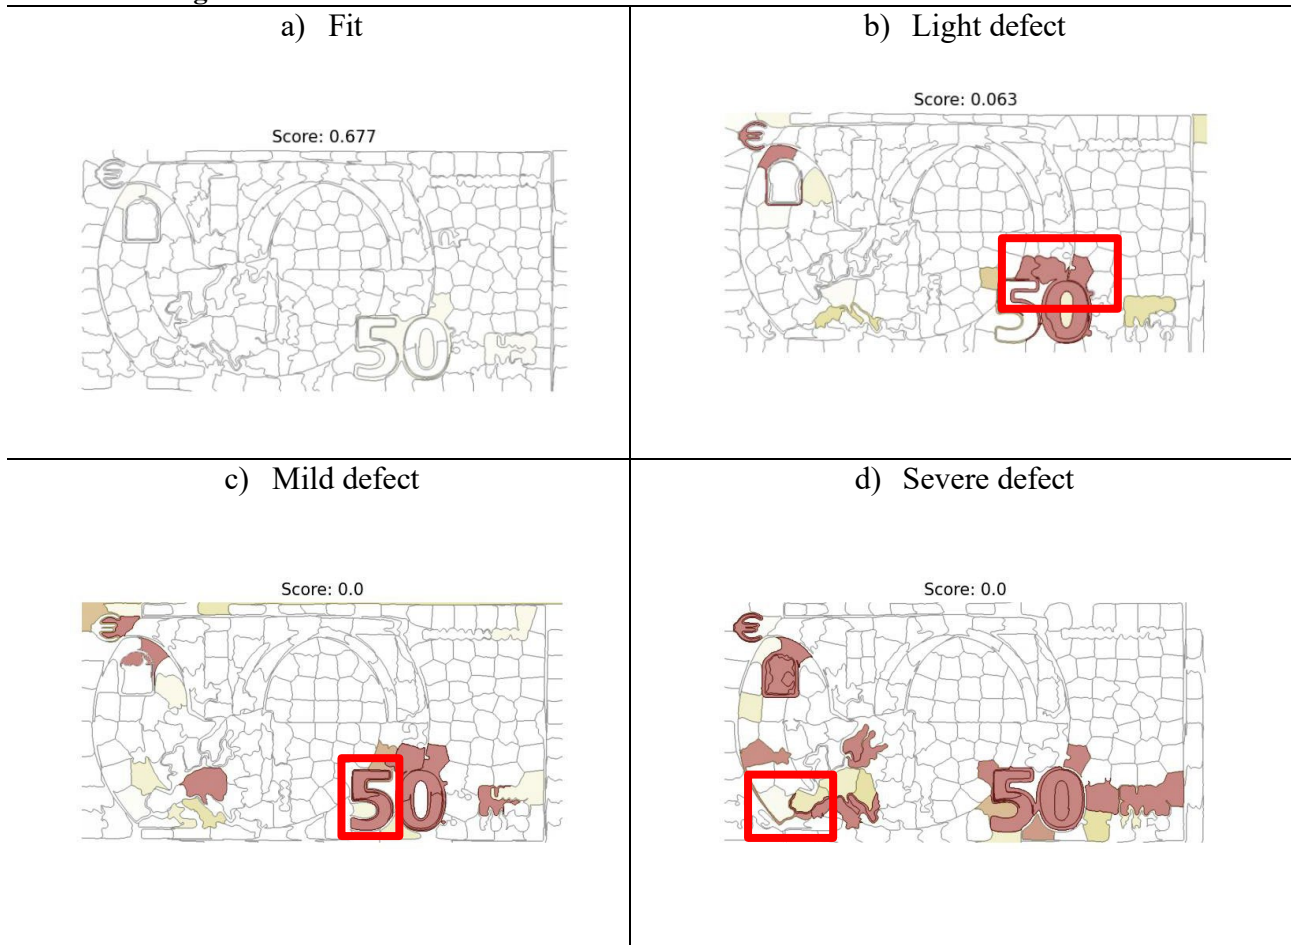 a) Fit
Score: 0.677
€
50
b) Light defect
Score: 0.063
€
50
c) Mild defect
Score: 0.0
€
50
d) Severe defect
Score: 0.0
€
50